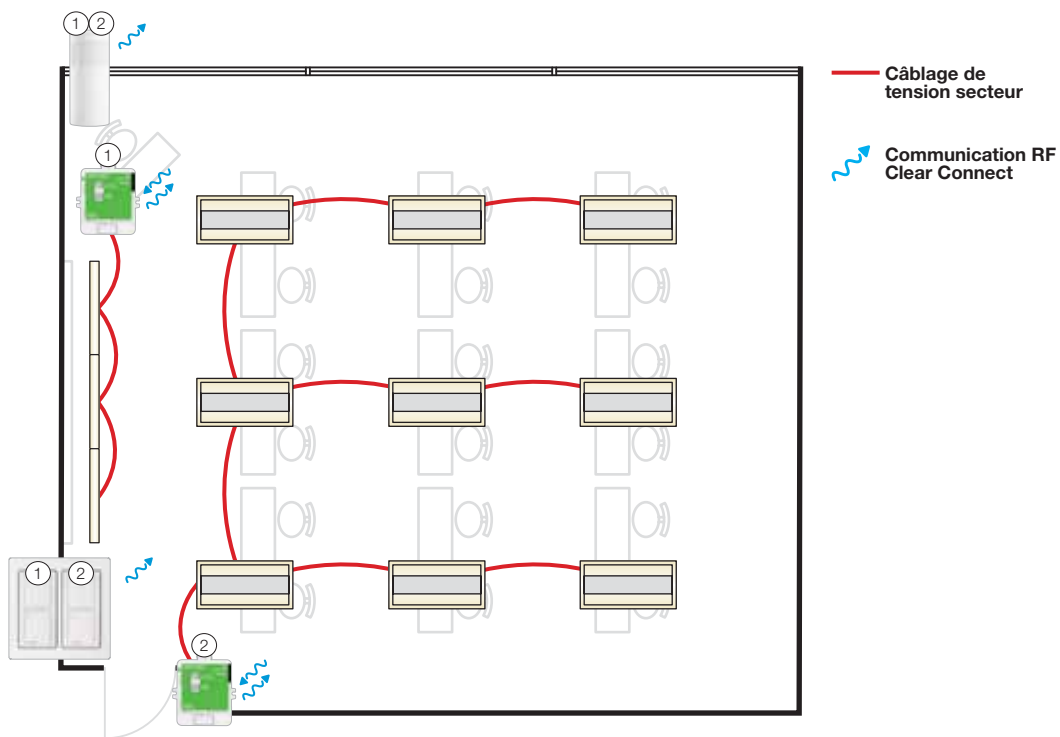 1 2
Câblage de
tension secteur
Communication RF
Clear Connect
1
1 2
2